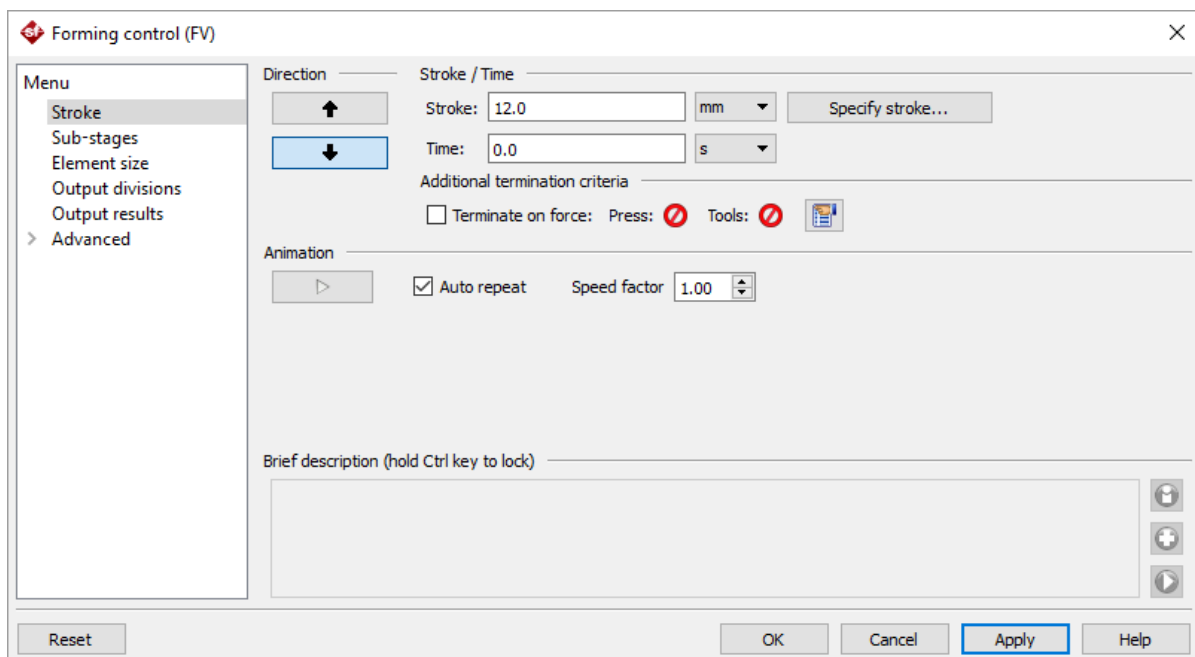 Forming control (FV)
Menu
Stroke
Sub-stages
Element size
Output divisions
Output results
Advanced
Direction
Stroke / Time
Stroke: 12.0 mm Specify stroke...
Time: 0.0 s
Additional termination criteria
Terminate on force: Press: Tools:
Animation
Auto repeat Speed factor 1.00
Brief description (hold Ctrl key to lock)
Reset OK Cancel Apply Help